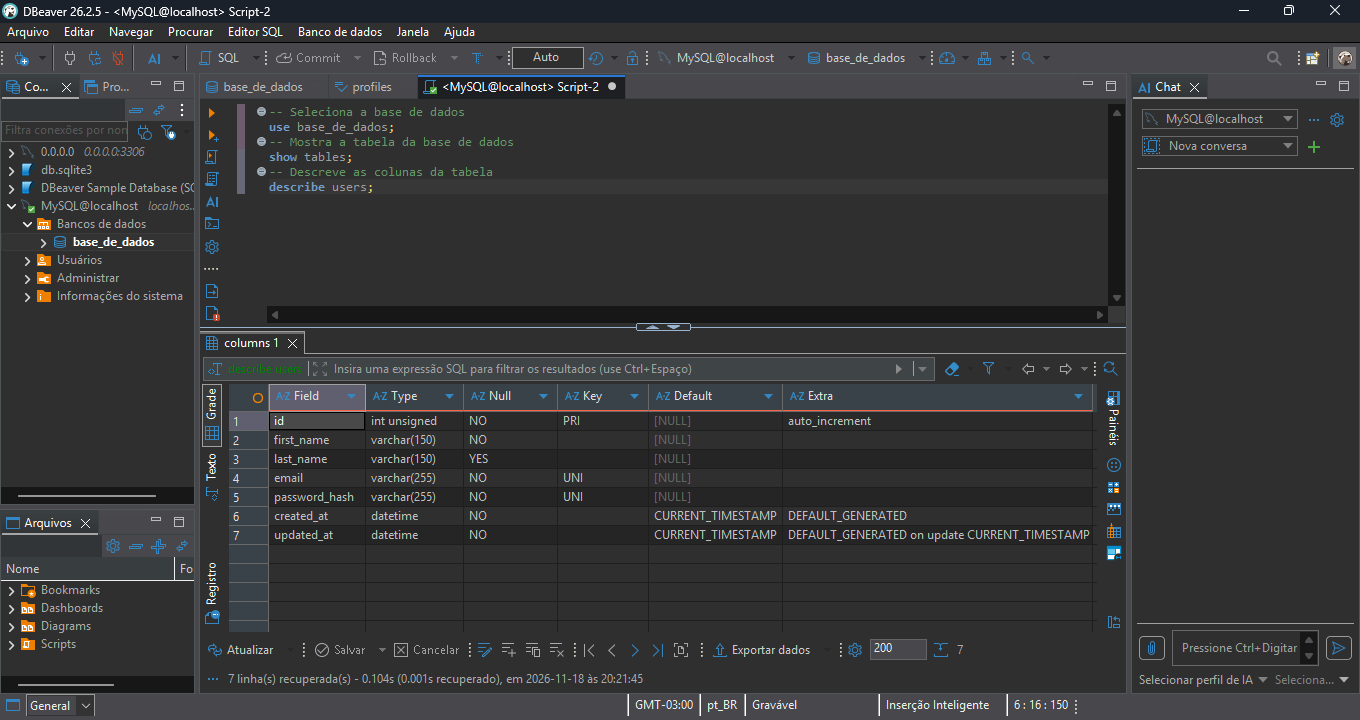 DBeaver 26.2.5 - <MySQL@localhost> Script-2
Arquivo Editar Navegar Procurar Editor SQL Banco de dados Janela Ajuda
AI SQL Commit Rollback T Auto MySQL@localhost base_de_dados
Co... Pro...
Filtra conexões por nom
0.0.0.0 0.0.0.0:3306
db.sqlite3
DBeaver Sample Database (SQ
MySQL@localhost localhos...
Bancos de dados
base_de_dados
Usuários
Administrar
Informações do sistema
Arquivos
Nome Fo
Bookmarks
Dashboards
Diagrams
Scripts
General
base_de_dados profiles <MySQL@localhost> Script-2
AI
-- Seleciona a base de dados
use base_de_dados;
-- Mostra a tabela da base de dados
show tables;
-- Descreve as colunas da tabela
describe users;
columns 1
describe users Insira uma expressão SQL para filtrar os resultados (use Ctrl+Espaço)
Grade
Texto
Registro
A-Z Field A-Z Type A-Z Null A-Z Key A-Z Default A-Z Extra
1 id int unsigned NO PRI [NULL] auto_increment
2 first_name varchar(150) NO [NULL]
3 last_name varchar(150) YES [NULL]
4 email varchar(255) NO UNI [NULL]
5 password_hash varchar(255) NO UNI [NULL]
6 created_at datetime NO CURRENT_TIMESTAMP DEFAULT_GENERATED
7 updated_at datetime NO CURRENT_TIMESTAMP DEFAULT_GENERATED on update CURRENT_TIMESTAMP
Painéis
Atualizar Salvar Cancelar Exportar dados 200 7
7 linha(s) recuperada(s) - 0.104s (0.001s recuperado), em 2026-11-18 às 20:21:45
GMT-03:00 pt_BR Gravável Inserção Inteligente 6 : 16 : 150
AI Chat
MySQL@localhost
Nova conversa
Pressione Ctrl+Digitar
Selecionar perfil de IA Seleciona...